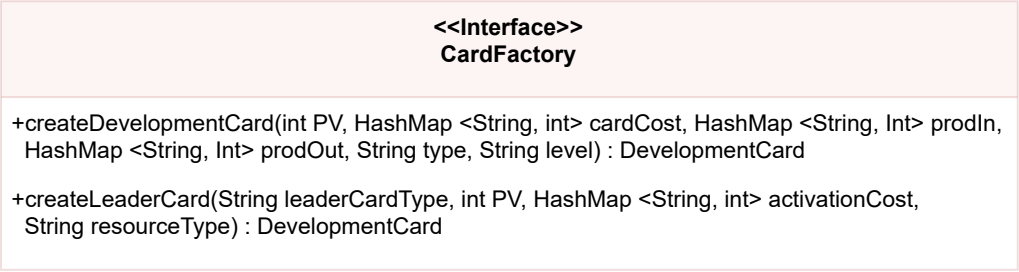 <<Interface>>
CardFactory
+createDevelopmentCard(int PV, HashMap <String, int> cardCost, HashMap <String, Int> prodIn,
HashMap <String, Int> prodOut, String type, String level) : DevelopmentCard
+createLeaderCard(String leaderCardType, int PV, HashMap <String, int> activationCost,
String resourceType) : DevelopmentCard